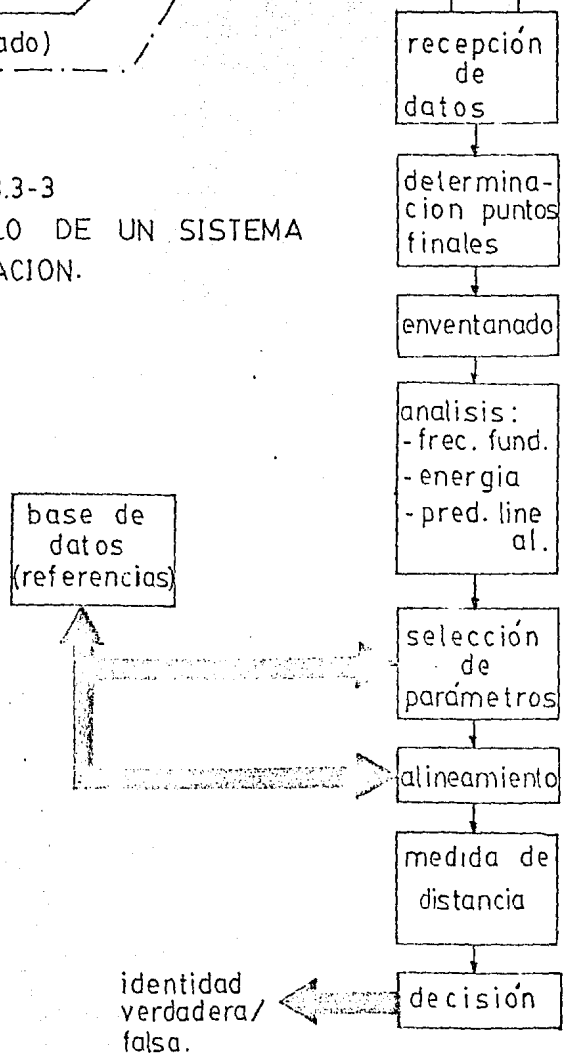 recepción
de
datos
determina-
cion puntos
finales
enventanado
analisis:
- frec. fund.
- energia
- pred. line
al.
selección
de
parámetros
alineamiento
medida de
distancia
decisión
identidad
verdadera/
falsa.
base de
datos
(referencias)
ado)
.3-3
LO DE UN SISTEMA
ACION.